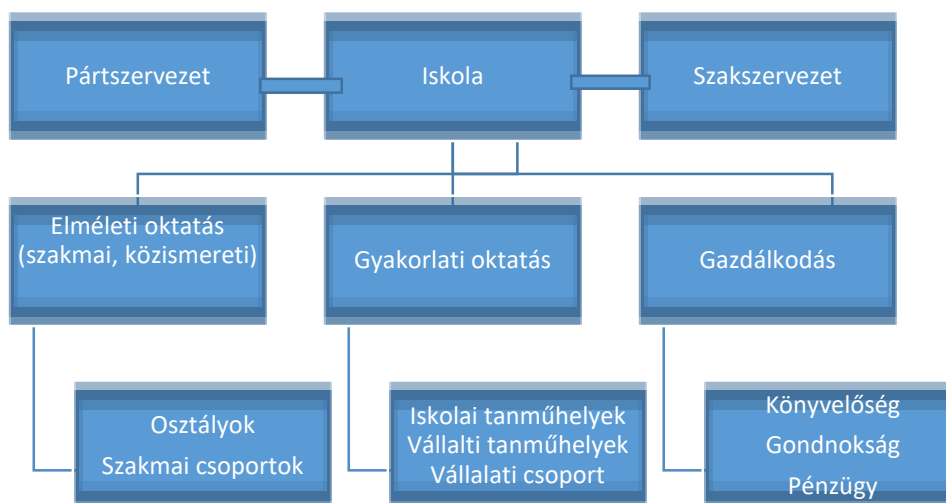 Pártszervezet
Iskola
Szakszervezet
Elméleti oktatás
(szakmai, közismereti)
Gyakorlati oktatás
Gazdálkodás
Osztályok
Szakmai csoportok
Iskolai tanműhelyek
Vállalti tanműhelyek
Vállalati csoport
Könyvelőség
Gondnokság
Pénzügy